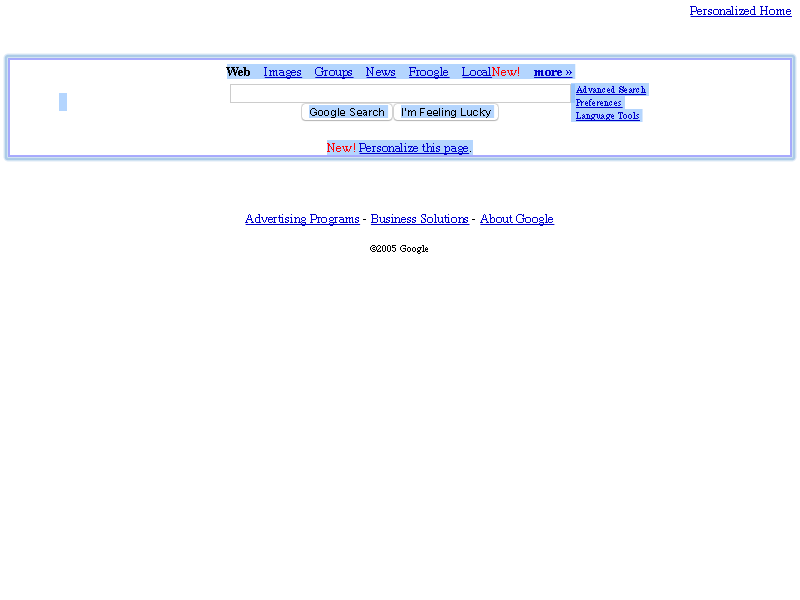 Personalized Home
Web Images Groups News Froogle LocalNew! more »
Advanced Search
Preferences
Language Tools
Google Search I'm Feeling Lucky
New! Personalize this page.
Advertising Programs - Business Solutions - About Google
©2005 Google